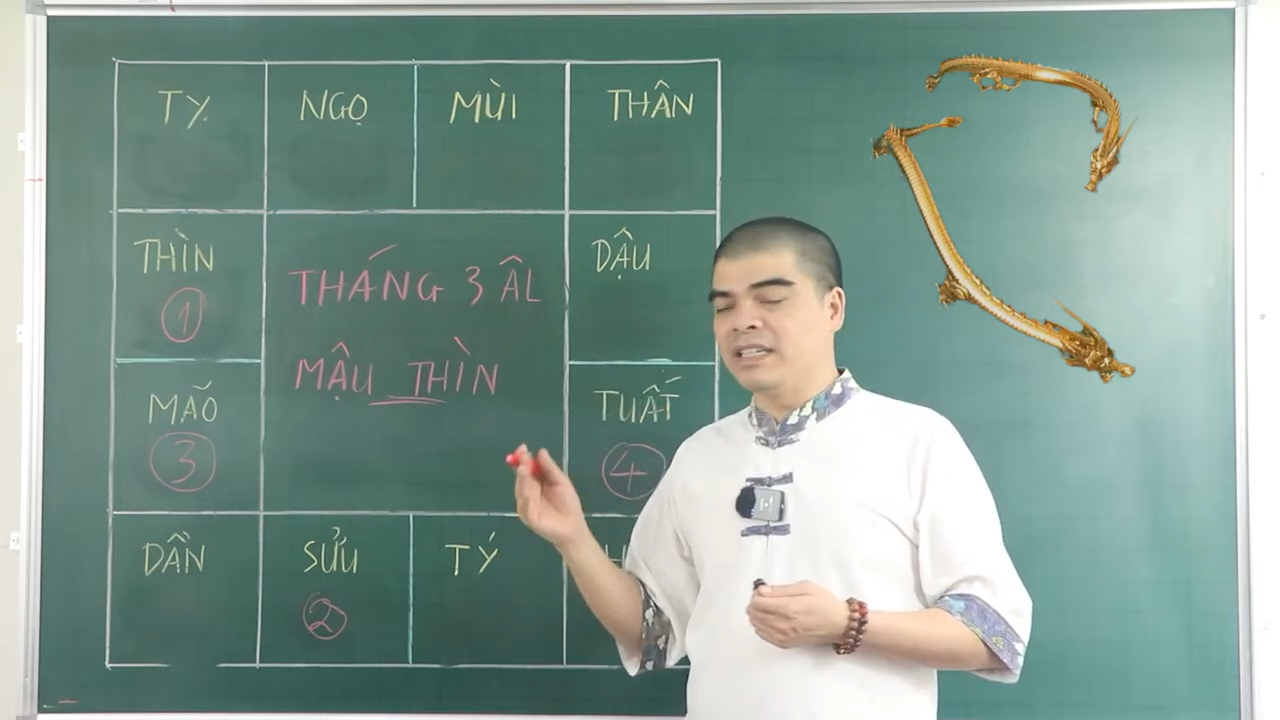 TỴ NGỌ MÙI THÂN
THÌN
1
DẬU
THÁNG 3 ÂL
MẬU THÌN
MÃO
3
TUẤT
4
DẦN SỬU TÝ
2